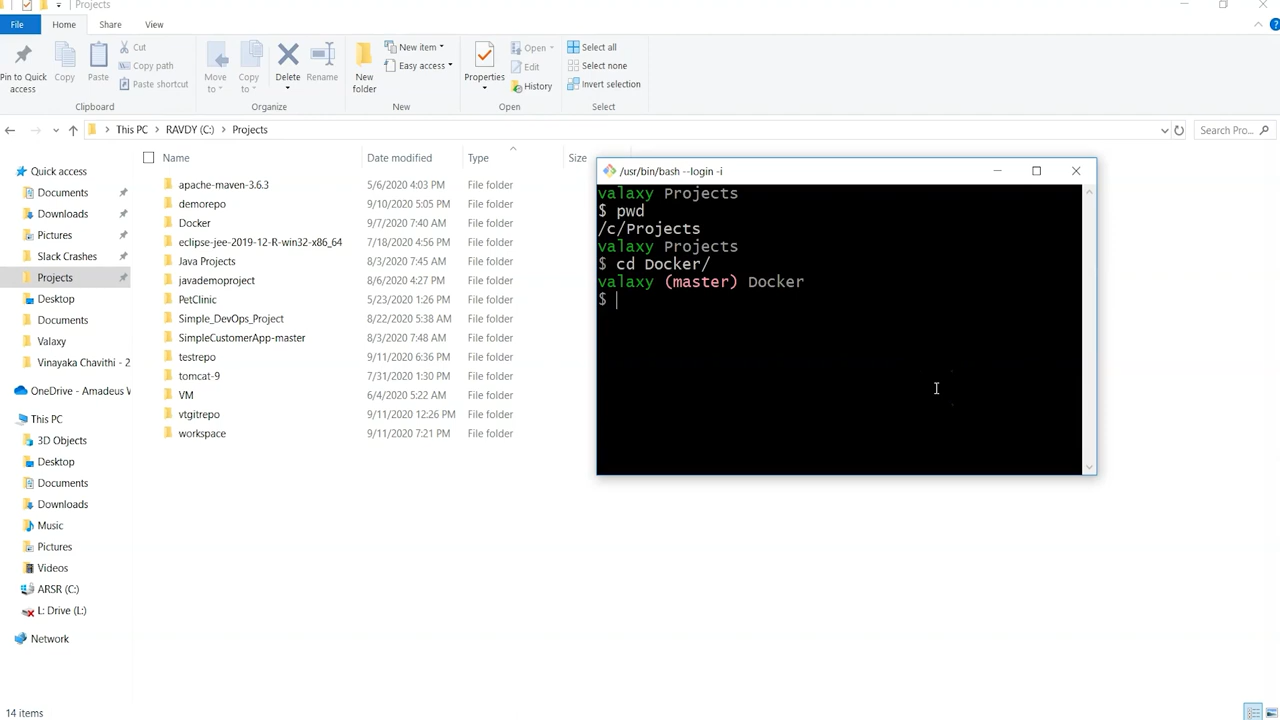 Projects
File Home Share View
Pin to Quick access
Copy
Paste
Cut
Copy path
Paste shortcut
Clipboard
Move to
Copy to
Delete
Rename
Organize
New folder
New item
Easy access
New
Properties
Open
Edit
History
Open
Select all
Select none
Invert selection
Select
This PC > RAVDY (C:) > Projects
Search Pro...
Name Date modified Type Size
apache-maven-3.6.3 5/6/2020 4:03 PM File folder
demorepo 9/10/2020 5:05 PM File folder
Docker 9/7/2020 7:40 AM File folder
eclipse-jee-2019-12-R-win32-x86_64 7/18/2020 4:56 PM File folder
Java Projects 8/3/2020 7:45 AM File folder
javademoproject 8/6/2020 4:27 PM File folder
PetClinic 5/23/2020 1:26 PM File folder
Simple_DevOps_Project 8/22/2020 5:38 AM File folder
SimpleCustomerApp-master 8/3/2020 7:48 AM File folder
testrepo 9/11/2020 6:36 PM File folder
tomcat-9 7/31/2020 1:30 PM File folder
VM 6/4/2020 5:22 AM File folder
vtgitrepo 9/11/2020 12:26 PM File folder
workspace 9/11/2020 7:21 PM File folder
Quick access
Documents
Downloads
Pictures
Slack Crashes
Projects
Desktop
Documents
Valaxy
Vinayaka Chavithi - 2
OneDrive - Amadeus W
This PC
3D Objects
Desktop
Documents
Downloads
Music
Pictures
Videos
ARSR (C:)
L: Drive (L:)
Network
14 items
/usr/bin/bash --login -i
valaxy Projects
$ pwd
/c/Projects
valaxy Projects
$ cd Docker/
valaxy (master) Docker
$